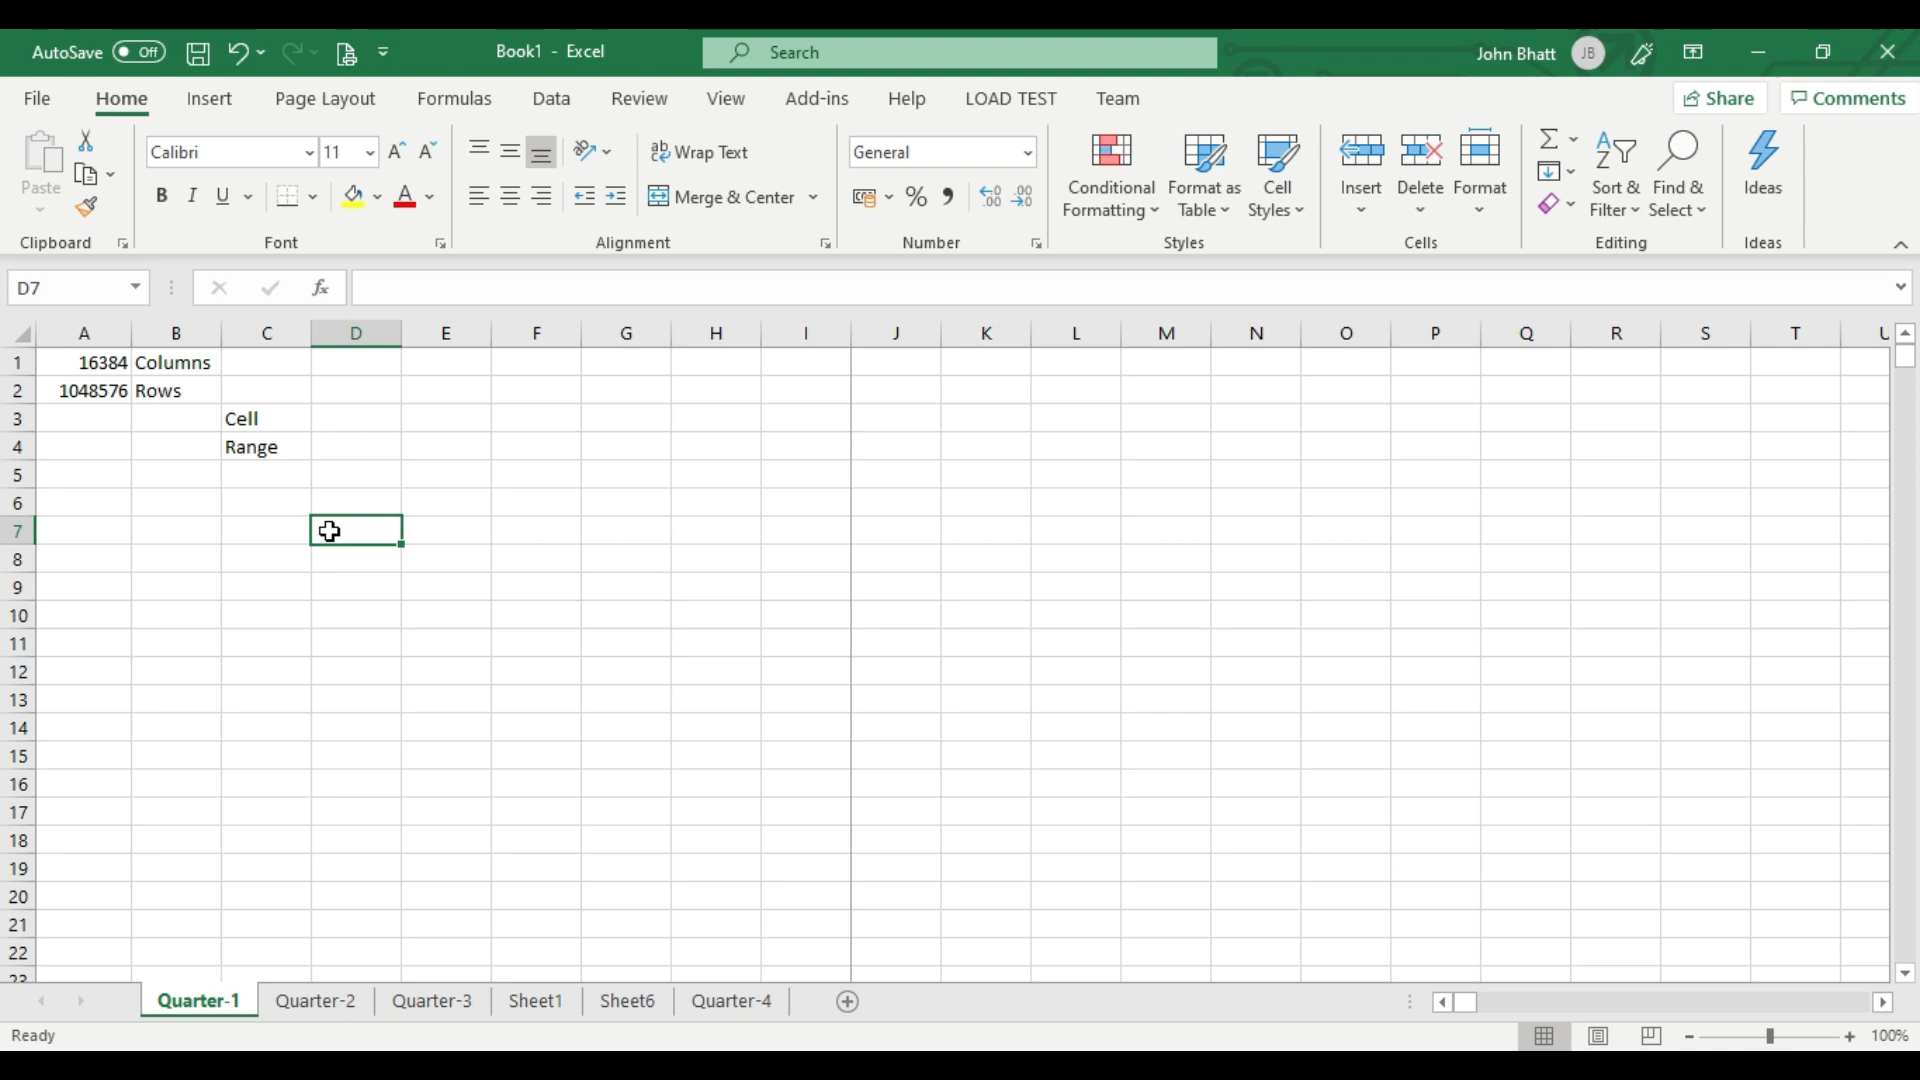 AutoSave Off Book1 - Excel Search John Bhatt JB
File Home Insert Page Layout Formulas Data Review View Add-ins Help LOAD TEST Team Share Comments
Paste Calibri 11 A^ Aˇ Wrap Text General
B I U A Merge & Center % 9 .00
Conditional Formatting Format as Table Cell Styles Insert Delete Format Sort & Filter Find & Select Ideas
Clipboard Font Alignment Number Styles Cells Editing Ideas
D7 fx
A B C D E F G H I J K L M N O P Q R S T U
1 16384 Columns
2 1048576 Rows
3 Cell
4 Range
5
6
7
8
9
10
11
12
13
14
15
16
17
18
19
20
21
22
23
Quarter-1 Quarter-2 Quarter-3 Sheet1 Sheet6 Quarter-4
Ready 100%